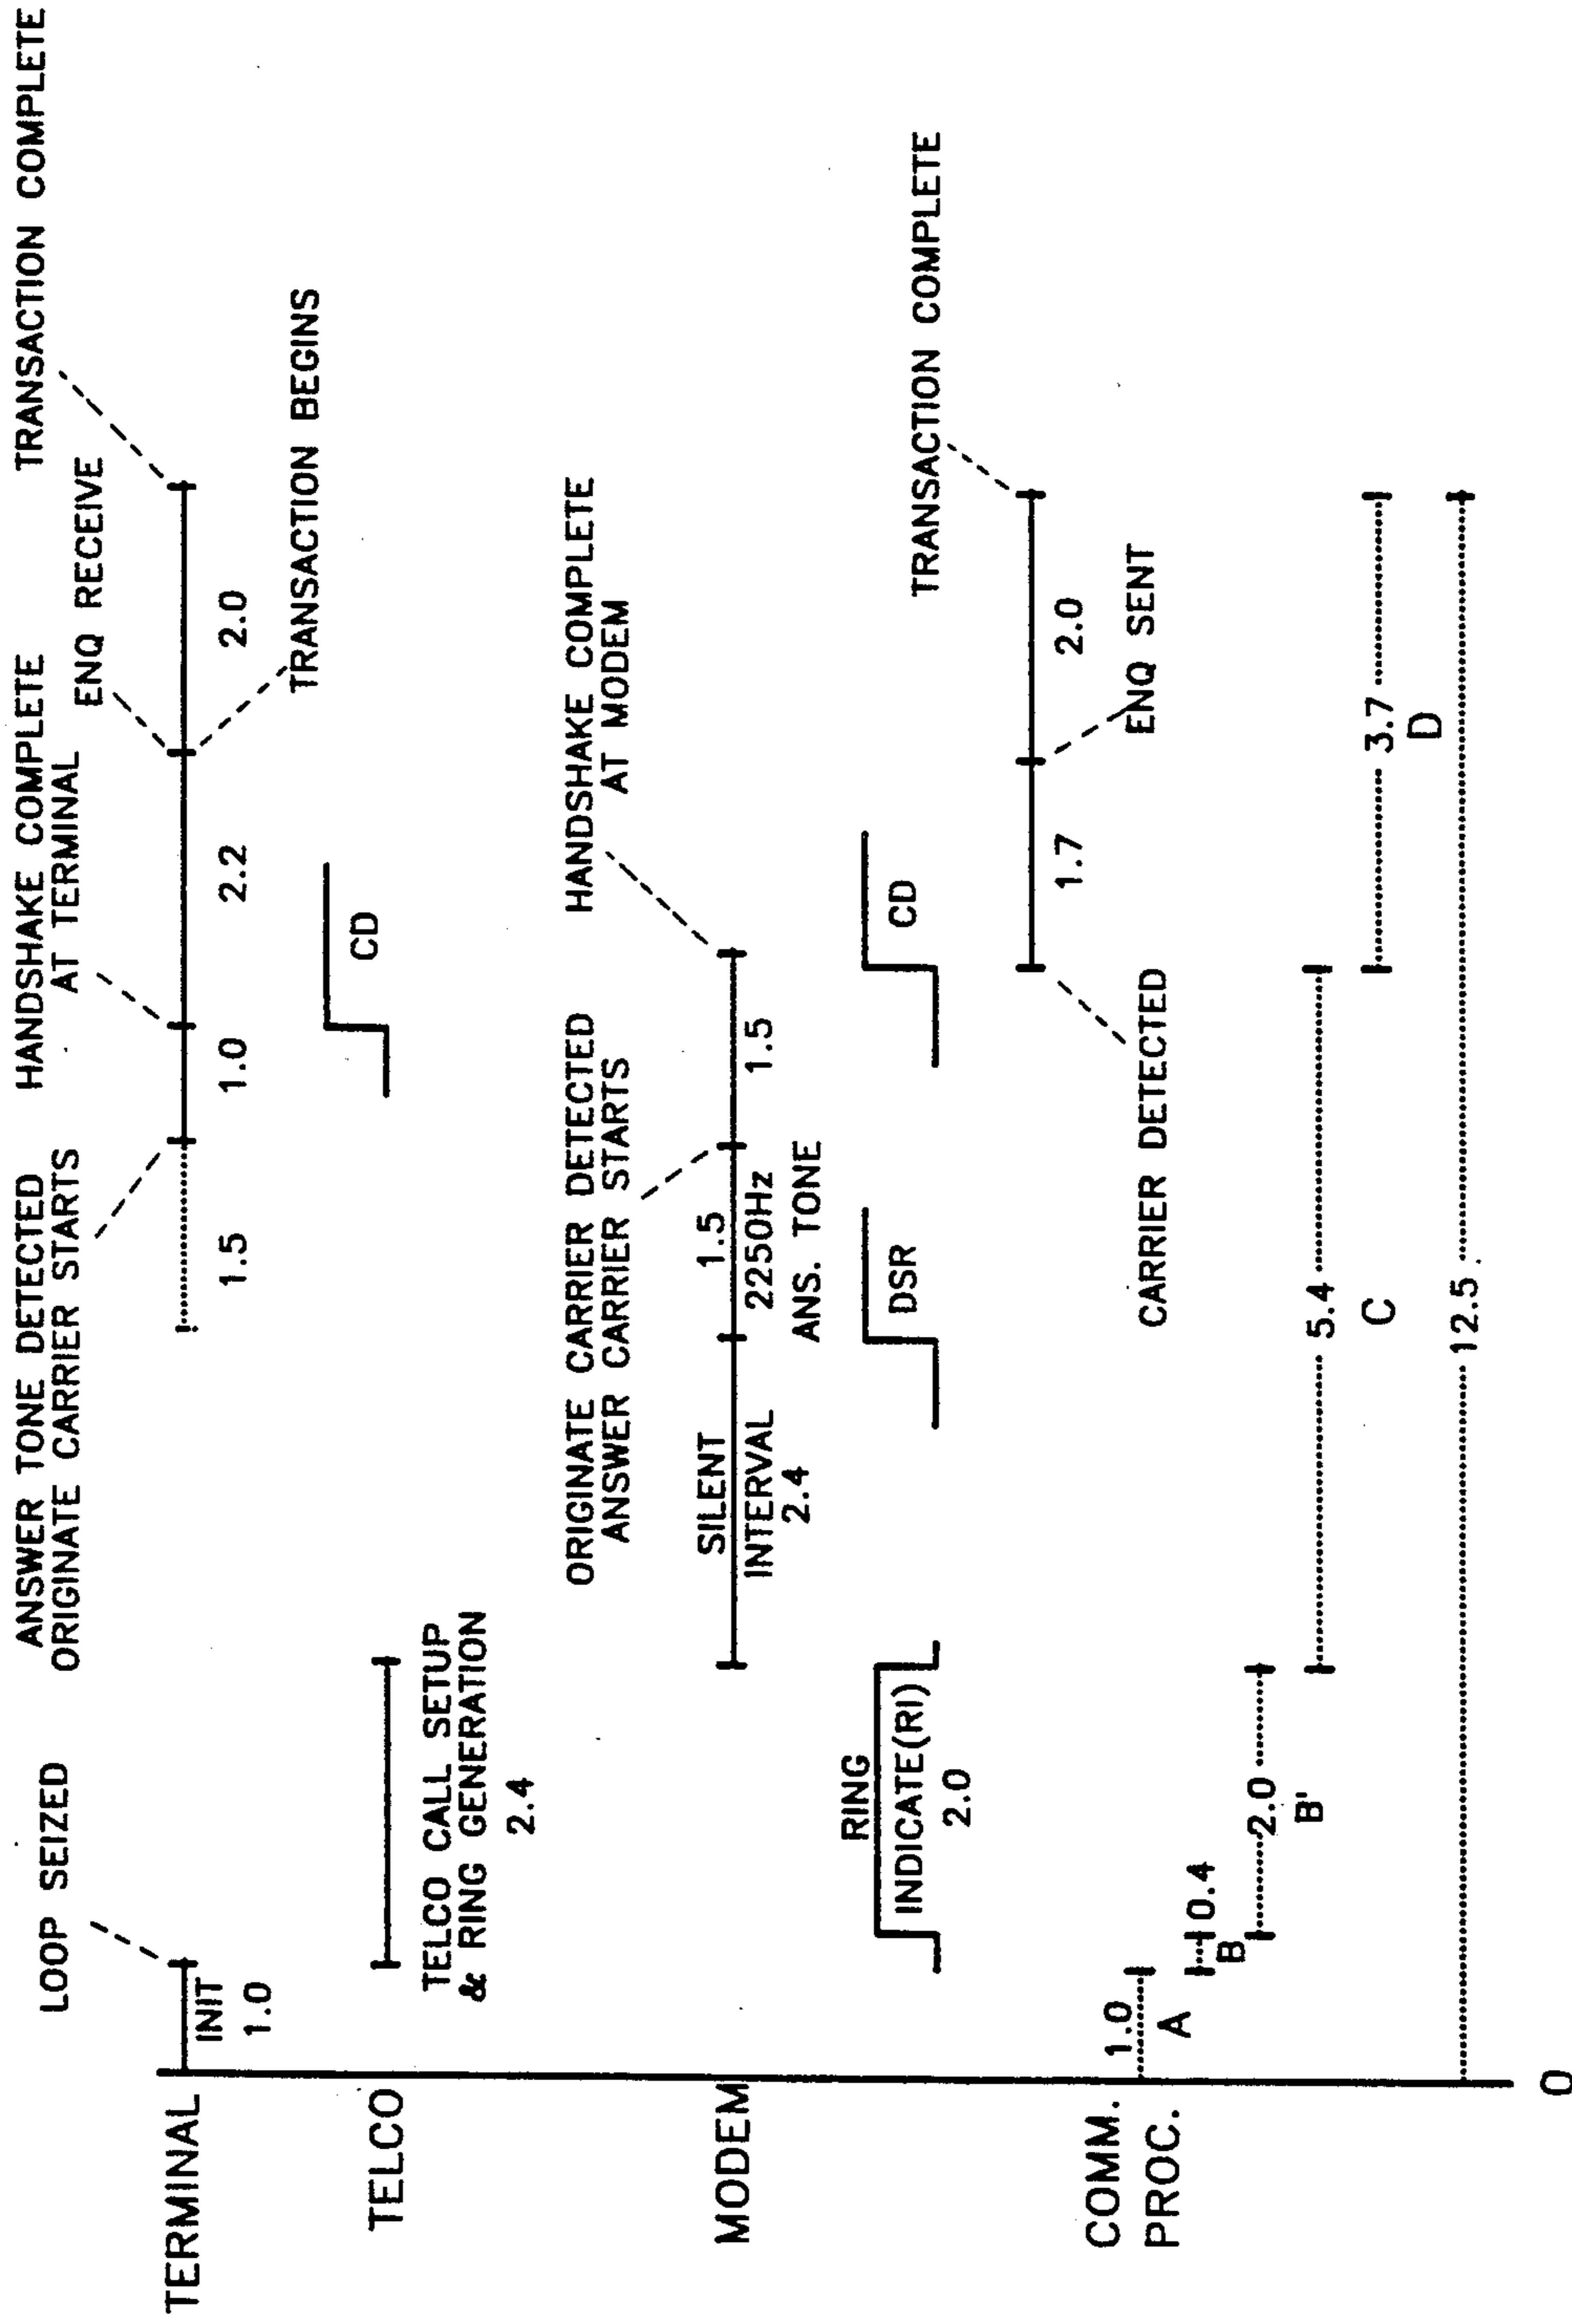 TERMINAL
LOOP SEIZED
INIT
1.0
ANSWER TONE DETECTED
ORIGINATE CARRIER STARTS
1.5
HANDSHAKE COMPLETE
AT TERMINAL
1.0
ENQ RECEIVE
2.2
TRANSACTION COMPLETE
2.0
TRANSACTION BEGINS
TELCO
TELCO CALL SETUP
& RING GENERATION
2.4
CD
MODEM
ORIGINATE CARRIER DETECTED
ANSWER CARRIER STARTS
HANDSHAKE COMPLETE
AT MODEM
SILENT
INTERVAL
2.4
1.5
2250Hz
ANS. TONE
1.5
RING
INDICATE(RI)
2.0
DSR
CD
TRANSACTION COMPLETE
COMM.
PROC.
1.0
A
CARRIER DETECTED
1.7
2.0
ENQ SENT
0.4
B
2.0
B'
5.4
C
3.7
D
12.5
0